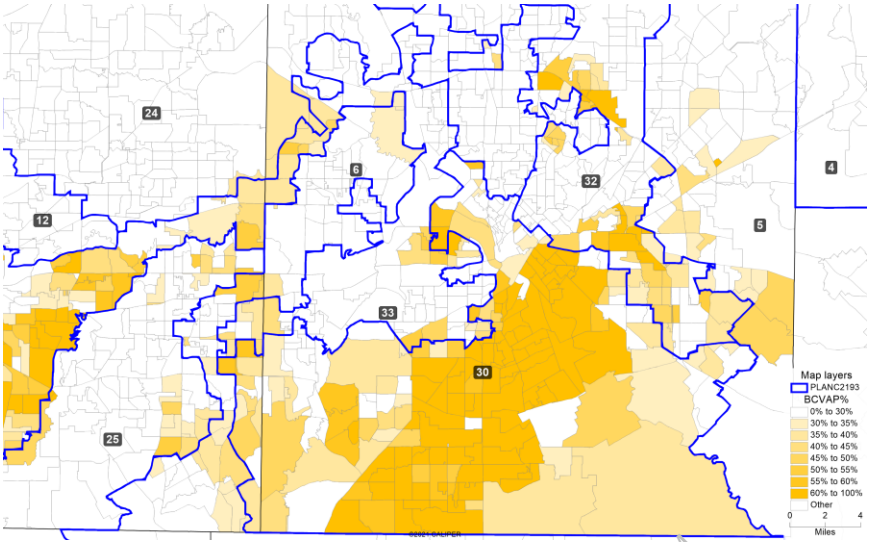 24
4
6
32
12
5
33
30
25
Map layers
PLANC2193
BCVAP%
0% to 30%
30% to 35%
35% to 40%
40% to 45%
45% to 50%
50% to 55%
55% to 60%
60% to 100%
Other
0 2 4
Miles
©2021 CALIPER